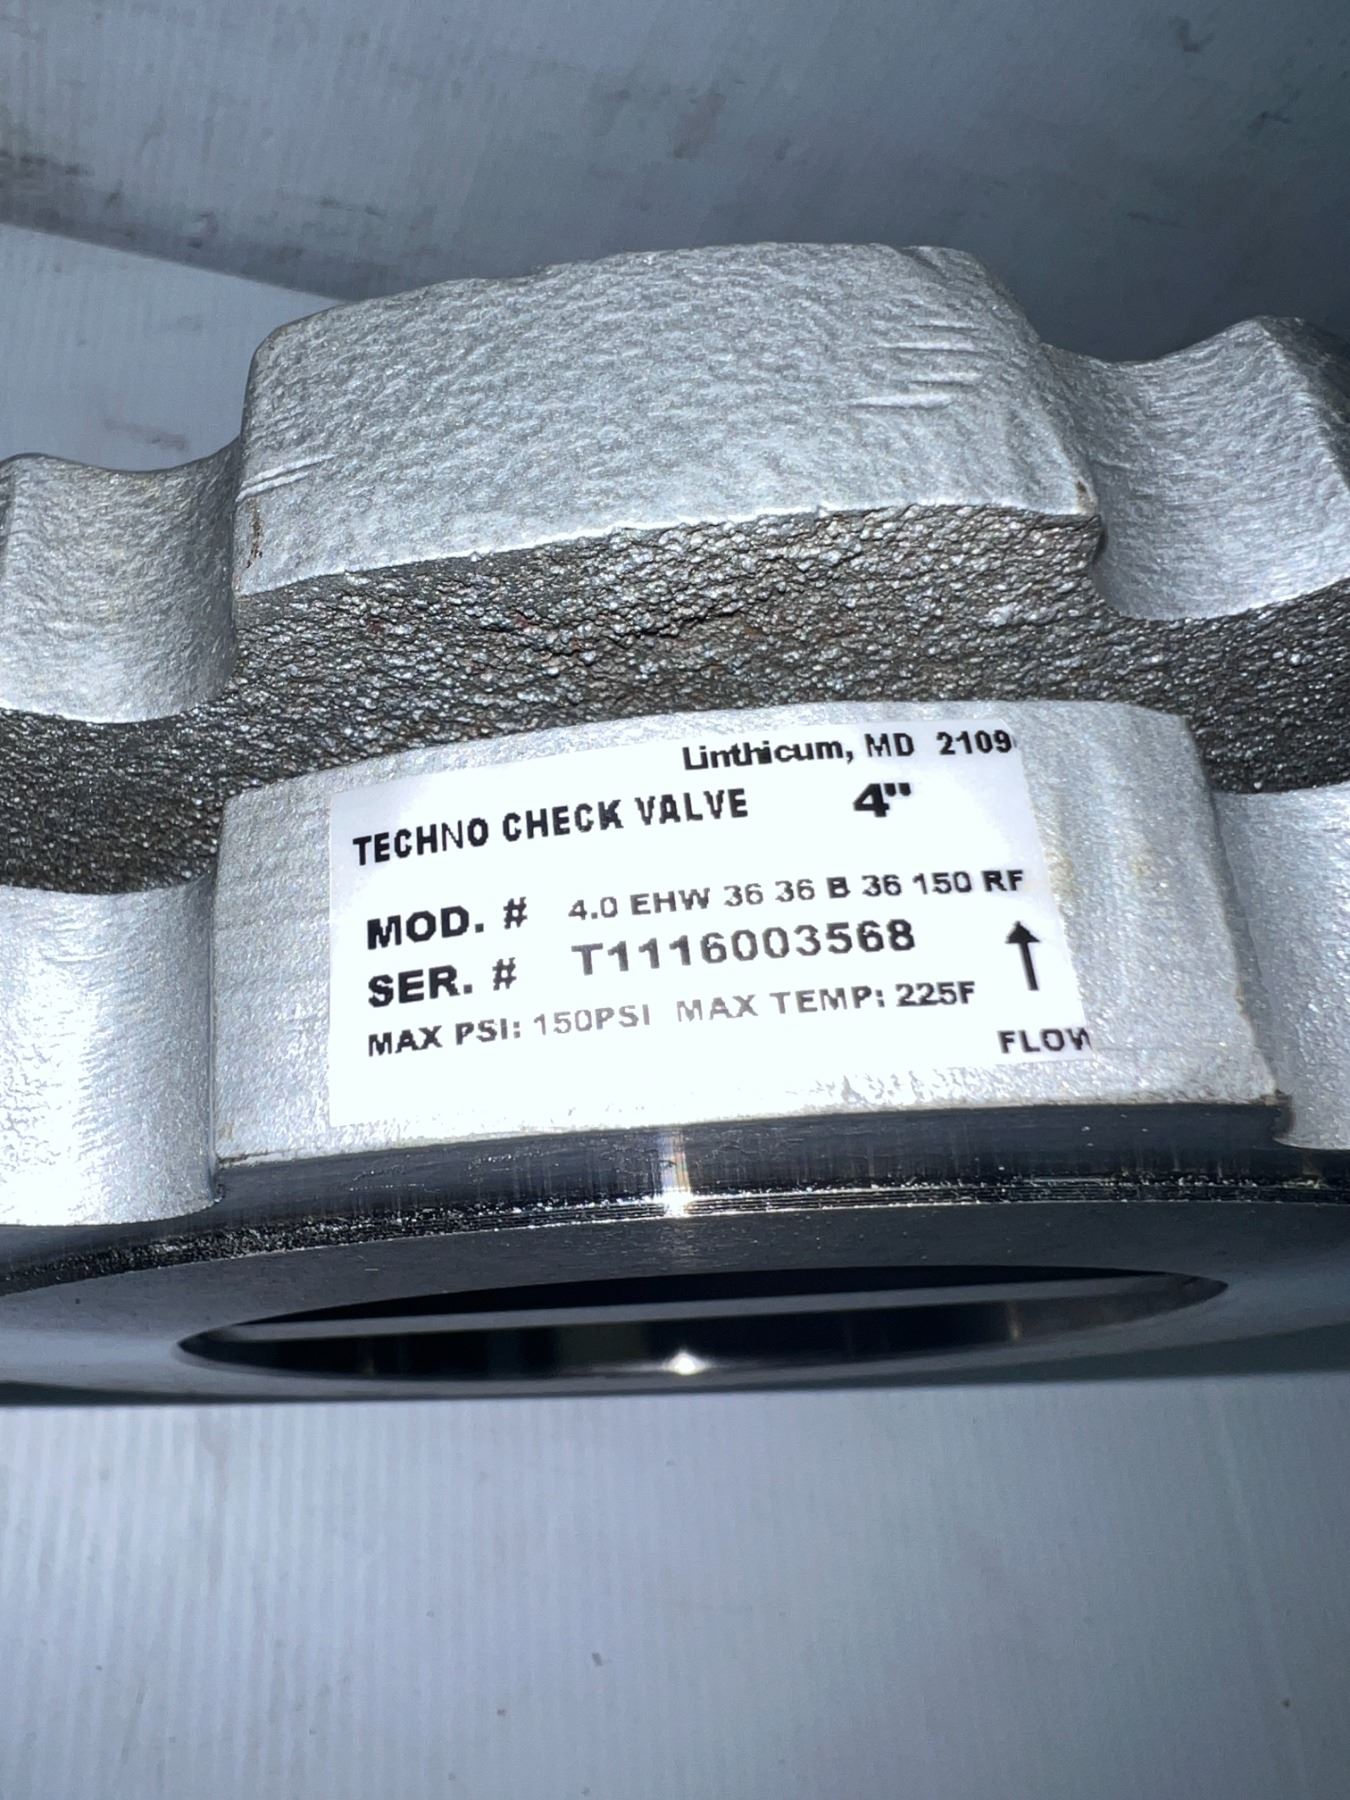 Linthicum, MD 2109
TECHNO CHECK VALVE 4"
MOD. # 4.0 EHW 36 36 B 36 150 RF
SER. # T1116003568
MAX PSI: 150PSI MAX TEMP: 225F
FLOW